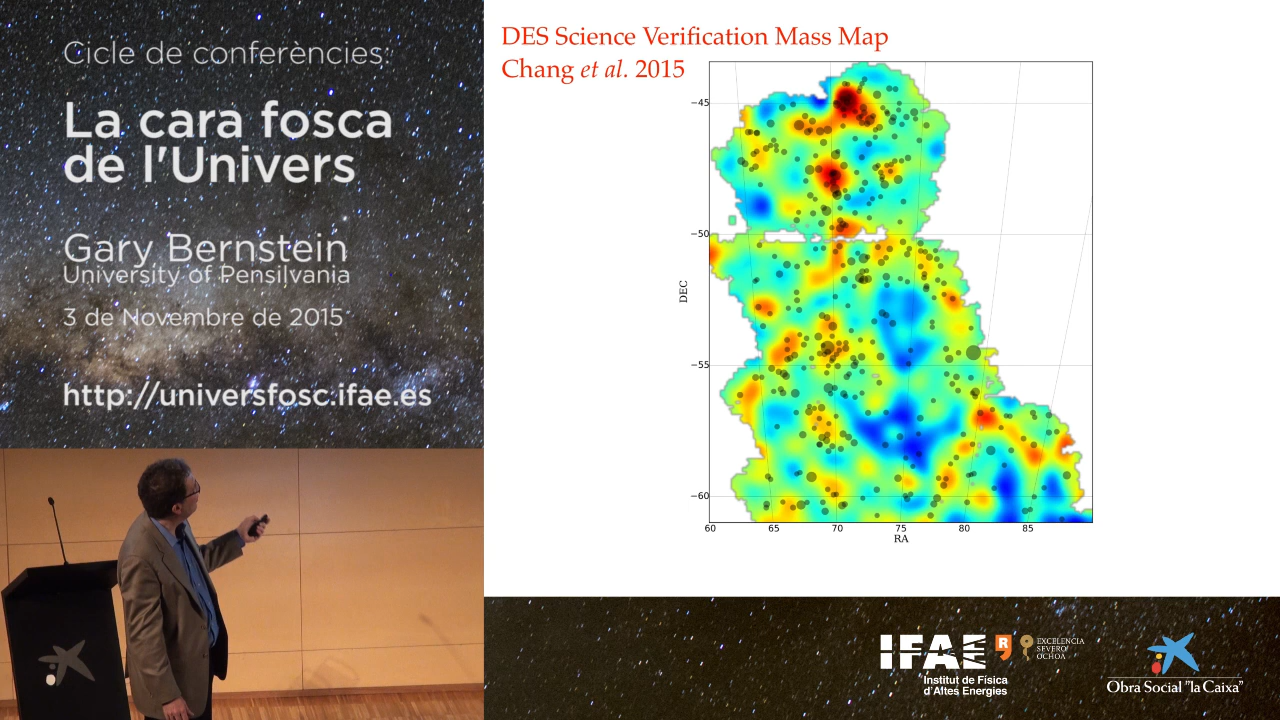 Cicle de conferències:
La cara fosca
de l'Univers
Gary Bernstein
University of Pensilvania
3 de Novembre de 2015
http://universfosc.ifae.es
DES Science Verification Mass Map
Chang et al. 2015
−45
−50
−55
−60
DEC
60 65 70 75 80 85
RA
IFAE
Institut de Física
d'Altes Energies
R
EXCELENCIA
SEVERO
OCHOA
Obra Social "la Caixa"